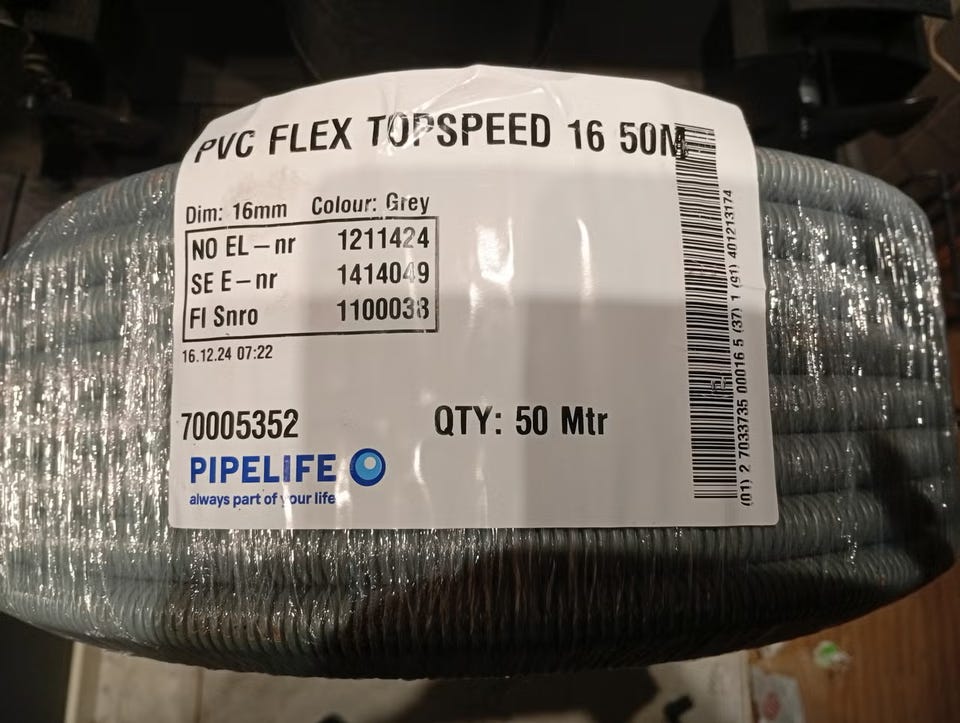 PVC FLEX TOPSPEED 16 50M
Dim: 16mm Colour: Grey
NO EL-nr 1211424
SE E-nr 1414049
FI Snro 1100038
16.12.24 07:22
70005352 QTY: 50 Mtr
PIPELIFE
always part of your life
(01) 2 7033735 00016 5 (37) 1 (91) 401213174